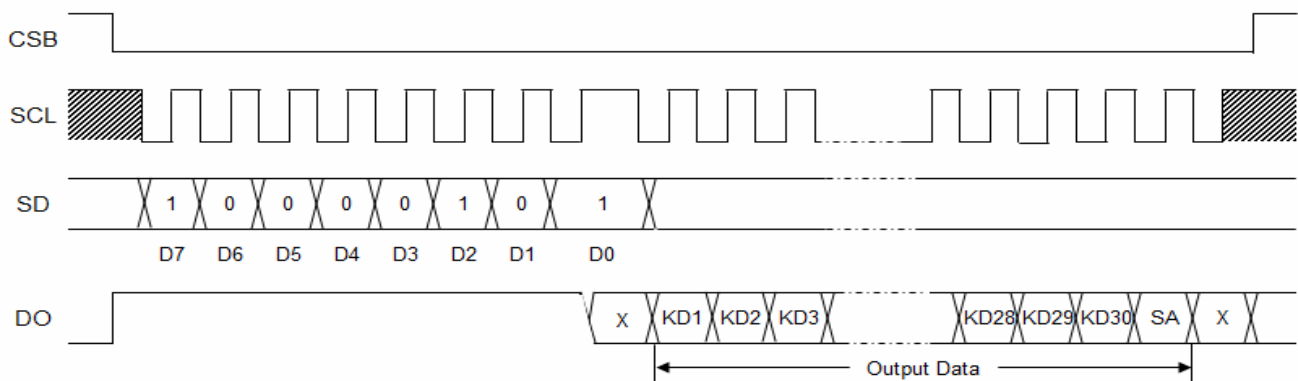 CSB
SCL
SD
1 0 0 0 0 1 0 1
D7 D6 D5 D4 D3 D2 D1 D0
DO
X KD1 KD2 KD3 KD28 KD29 KD30 SA X
Output Data